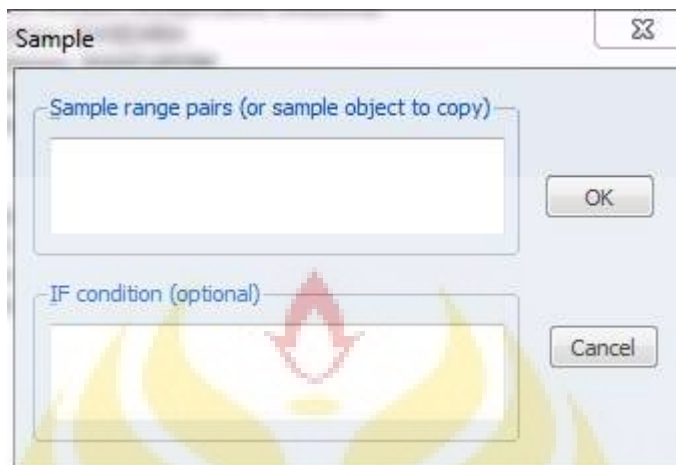 Sample
Sample range pairs (or sample object to copy)
OK
IF condition (optional)
Cancel